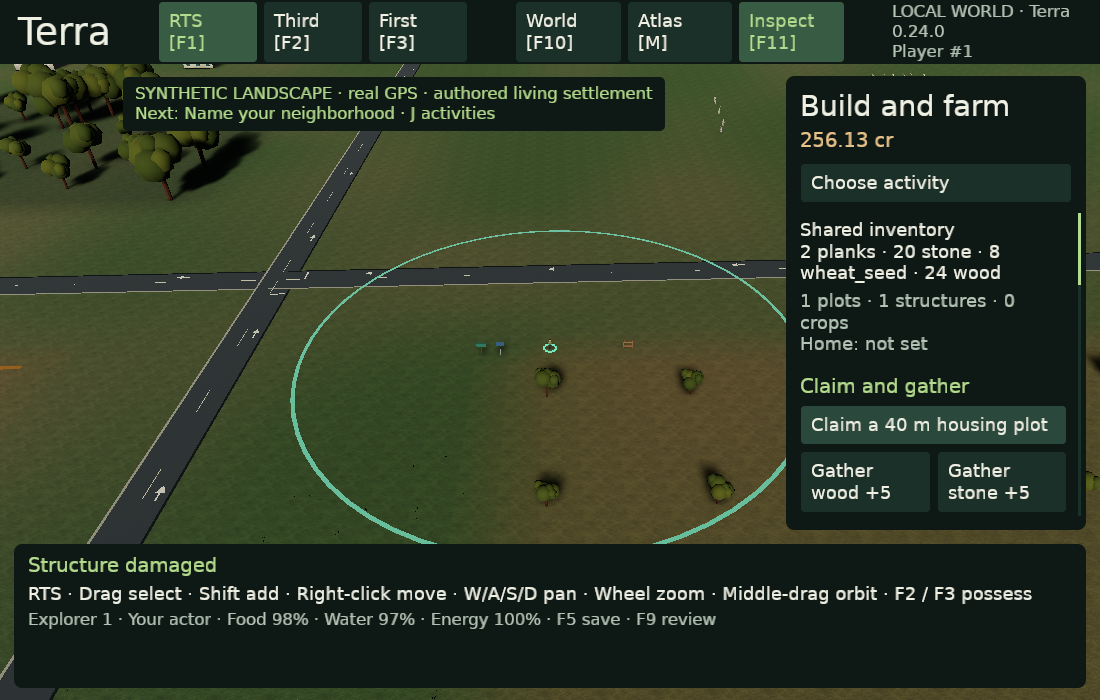 Terra
RTS
[F1]
Third
[F2]
First
[F3]
World
[F10]
Atlas
[M]
Inspect
[F11]
LOCAL WORLD · Terra
0.24.0
Player #1
SYNTHETIC LANDSCAPE · real GPS · authored living settlement
Next: Name your neighborhood · J activities
Build and farm
256.13 cr
Choose activity
Shared inventory
2 planks · 20 stone · 8
wheat_seed · 24 wood
1 plots · 1 structures · 0
crops
Home: not set
Claim and gather
Claim a 40 m housing plot
Gather
wood +5
Gather
stone +5
Structure damaged
RTS · Drag select · Shift add · Right-click move · W/A/S/D pan · Wheel zoom · Middle-drag orbit · F2 / F3 possess
Explorer 1 · Your actor · Food 98% · Water 97% · Energy 100% · F5 save · F9 review